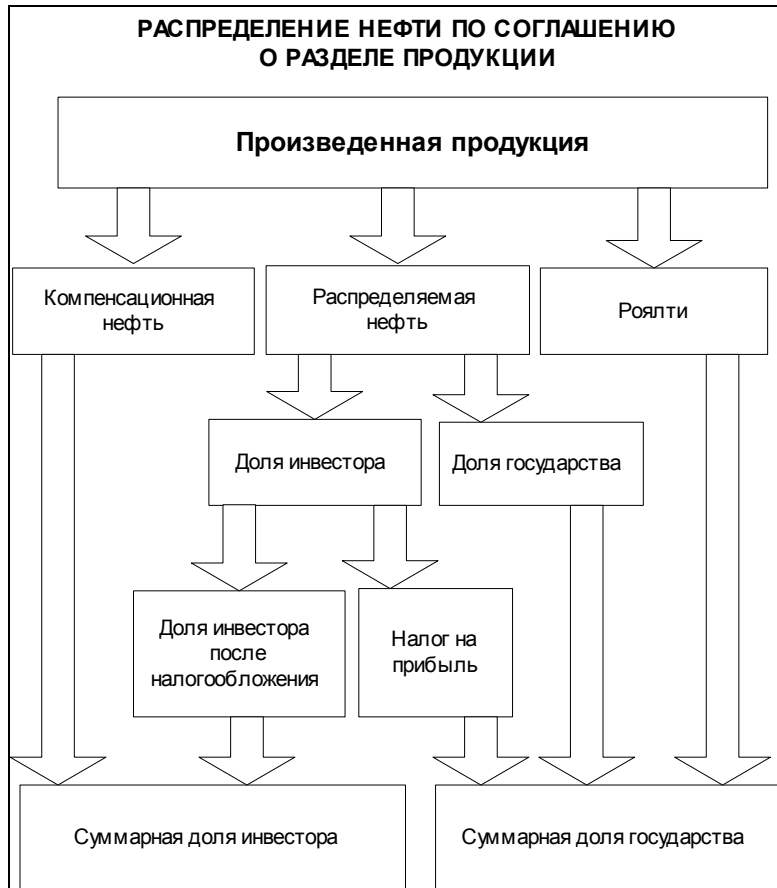 РАСПРЕДЕЛЕНИЕ НЕФТИ ПО СОГЛАШЕНИЮ
О РАЗДЕЛЕ ПРОДУКЦИИ
Произведенная продукция
Компенсационная
нефть
Распределяемая
нефть
Роялти
Доля инвестора
Доля государства
Доля инвестора
после
налогообложения
Налог на
прибыль
Суммарная доля инвестора
Суммарная доля государства